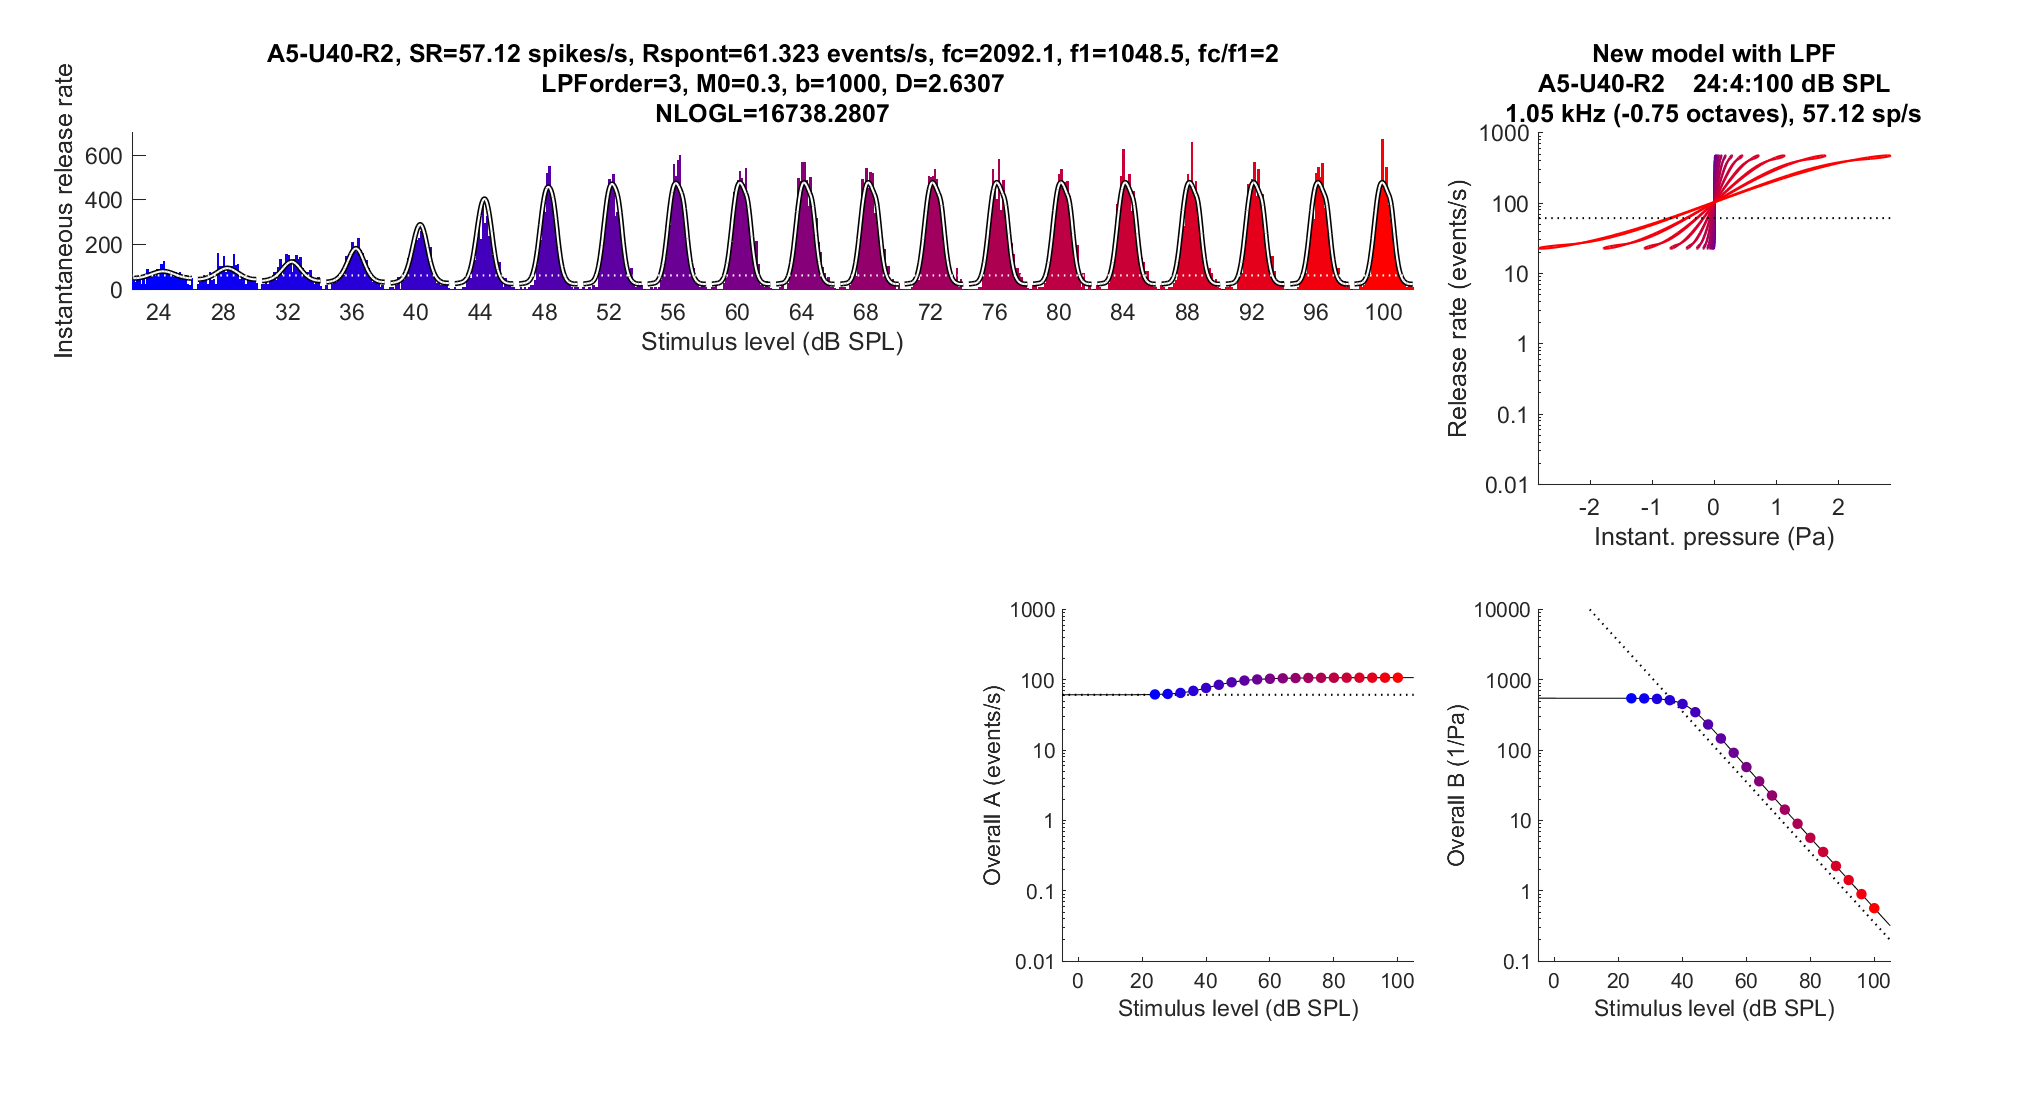 A5-U40-R2, SR=57.12 spikes/s, Rspont=61.323 events/s, fc=2092.1, f1=1048.5, fc/f1=2
LPForder=3, M0=0.3, b=1000, D=2.6307
NLOGL=16738.2807
Instantaneous release rate
600
400
200
0
24 28 32 36 40 44 48 52 56 60 64 68 72 76 80 84 88 92 96 100
Stimulus level (dB SPL)
New model with LPF
A5-U40-R2 24:4:100 dB SPL
1.05 kHz (-0.75 octaves), 57.12 sp/s
Release rate (events/s)
1000
100
10
1
0.1
0.01
-2 -1 0 1 2
Instant. pressure (Pa)
Overall A (events/s)
1000
100
10
1
0.1
0.01
0 20 40 60 80 100
Stimulus level (dB SPL)
Overall B (1/Pa)
10000
1000
100
10
1
0.1
0 20 40 60 80 100
Stimulus level (dB SPL)